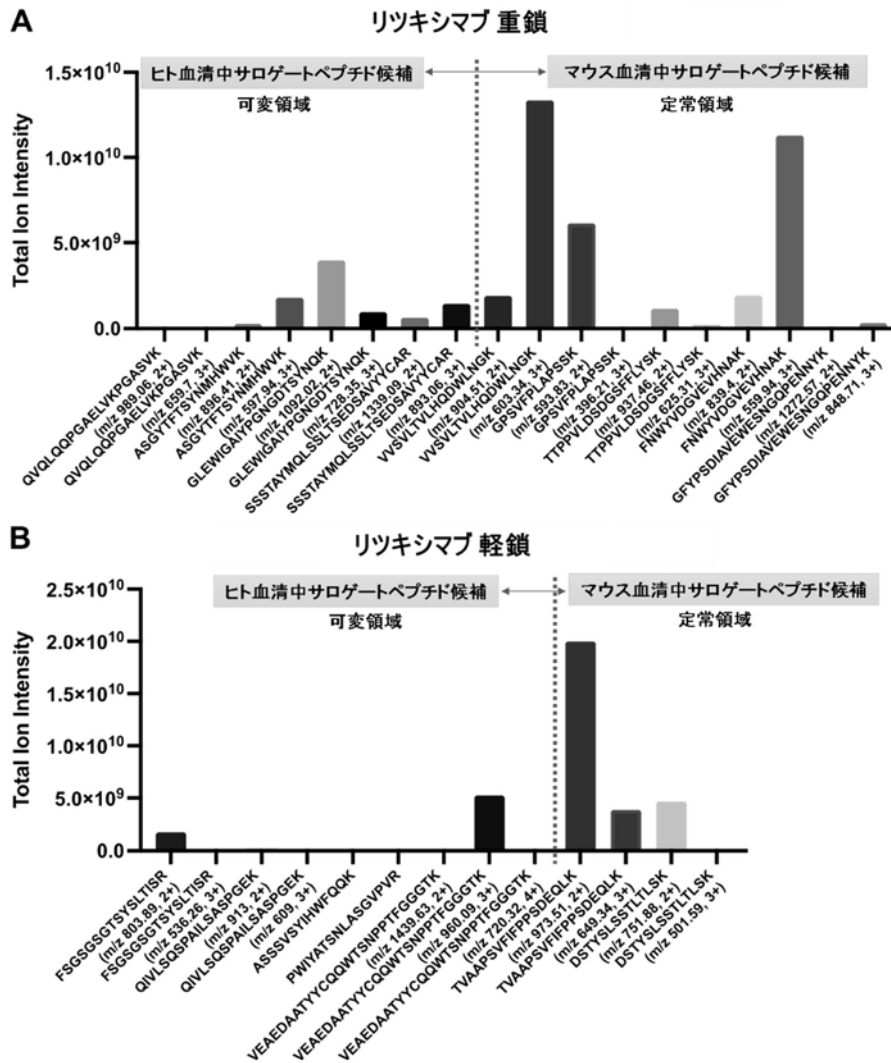 A
リツキシマブ 重鎖
ヒト血清中サロゲートペプチド候補
マウス血清中サロゲートペプチド候補
可変領域
定常領域
Total Ion Intensity
1.5×10¹⁰
1.0×10¹⁰
5.0×10⁹
0.0
QVQLQQPGAELVKPGASVK
(m/z 989.06, 2+)
QVQLQQPGAELVKPGASVK
(m/z 659.7, 3+)
ASGYTFTSYNMHWVK
(m/z 896.41, 2+)
ASGYTFTSYNMHWVK
(m/z 597.94, 3+)
GLEWIGAIYPGNGDTSYNQK
(m/z 1092.02, 2+)
GLEWIGAIYPGNGDTSYNQK
(m/z 728.35, 3+)
SSSTAYMQLSSLTSEDSAVYYCAR
(m/z 1339.09, 2+)
SSSTAYMQLSSLTSEDSAVYYCAR
(m/z 893.06, 3+)
VVSVLTVLHQDWLNGK
(m/z 904.51, 2+)
VVSVLTVLHQDWLNGK
(m/z 603.34, 3+)
GPSVFPLAPSSK
(m/z 593.83, 2+)
GPSVFPLAPSSK
(m/z 396.21, 3+)
TTPPVLDSDGSFFLYSK
(m/z 937.46, 2+)
TTPPVLDSDGSFFLYSK
(m/z 625.31, 3+)
FNWYVDGVEVHNAK
(m/z 839.4, 2+)
FNWYVDGVEVHNAK
(m/z 559.94, 3+)
GFYPSDIAVEWESNGQPENNYK
(m/z 1272.57, 2+)
GFYPSDIAVEWESNGQPENNYK
(m/z 848.71, 3+)
B
リツキシマブ 軽鎖
ヒト血清中サロゲートペプチド候補
マウス血清中サロゲートペプチド候補
可変領域
定常領域
Total Ion Intensity
2.5×10¹⁰
2.0×10¹⁰
1.5×10¹⁰
1.0×10¹⁰
5.0×10⁹
0.0
FSGSGSGTSYSLTISR
(m/z 803.89, 2+)
FSGSGSGTSYSLTISR
(m/z 536.26, 3+)
QIVLSQSPAILSASPGEK
(m/z 913, 2+)
QIVLSQSPAILSASPGEK
(m/z 609, 3+)
ASSSVSYIHWFQQK
PWIYATSNLASGVPVR
VEAEDAATYYCQQWTSNPPTFGGGTK
(m/z 1439.63, 2+)
VEAEDAATYYCQQWTSNPPTFGGGTK
(m/z 960.09, 3+)
VEAEDAATYYCQQWTSNPPTFGGGTK
(m/z 720.32, 4+)
TVAAPSVFIFPPSDEQLK
(m/z 973.51, 2+)
TVAAPSVFIFPPSDEQLK
(m/z 649.34, 3+)
DSTYSLSSTLTLSK
(m/z 751.88, 2+)
DSTYSLSSTLTLSK
(m/z 501.59, 3+)